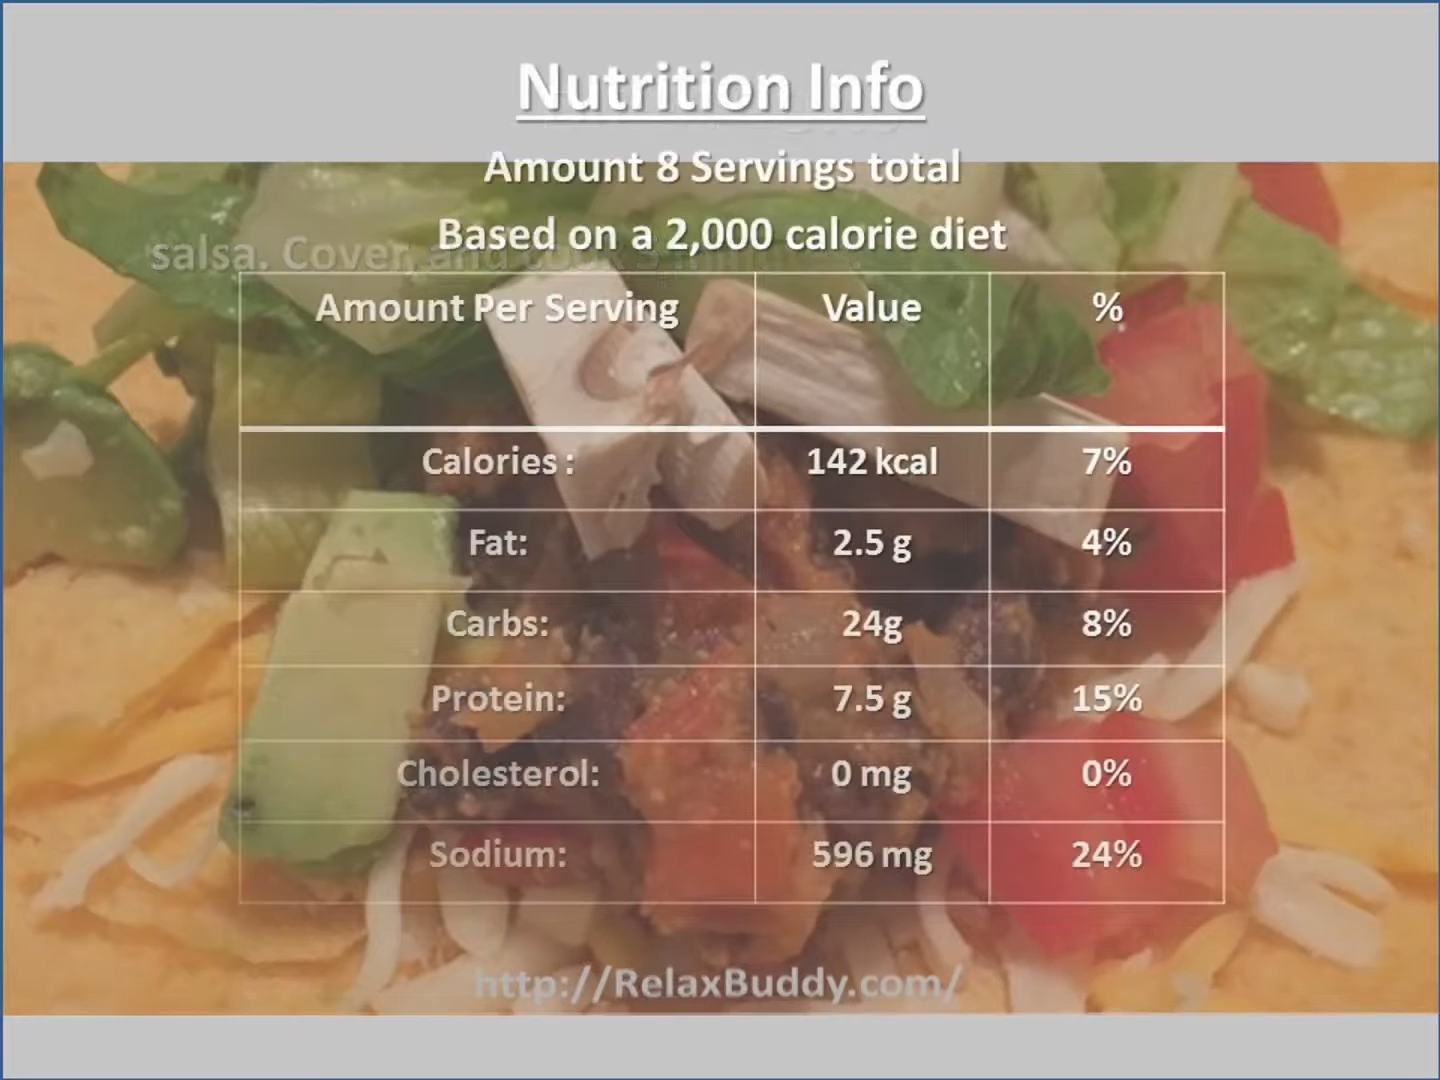 Nutrition Info
Amount 8 Servings total
Based on a 2,000 calorie diet
salsa. Cover, and cook
Amount Per Serving Value %
Calories : 142 kcal 7%
Fat: 2.5 g 4%
Carbs: 24g 8%
Protein: 7.5 g 15%
Cholesterol: 0 mg 0%
Sodium: 596 mg 24%
http://RelaxBuddy.com/